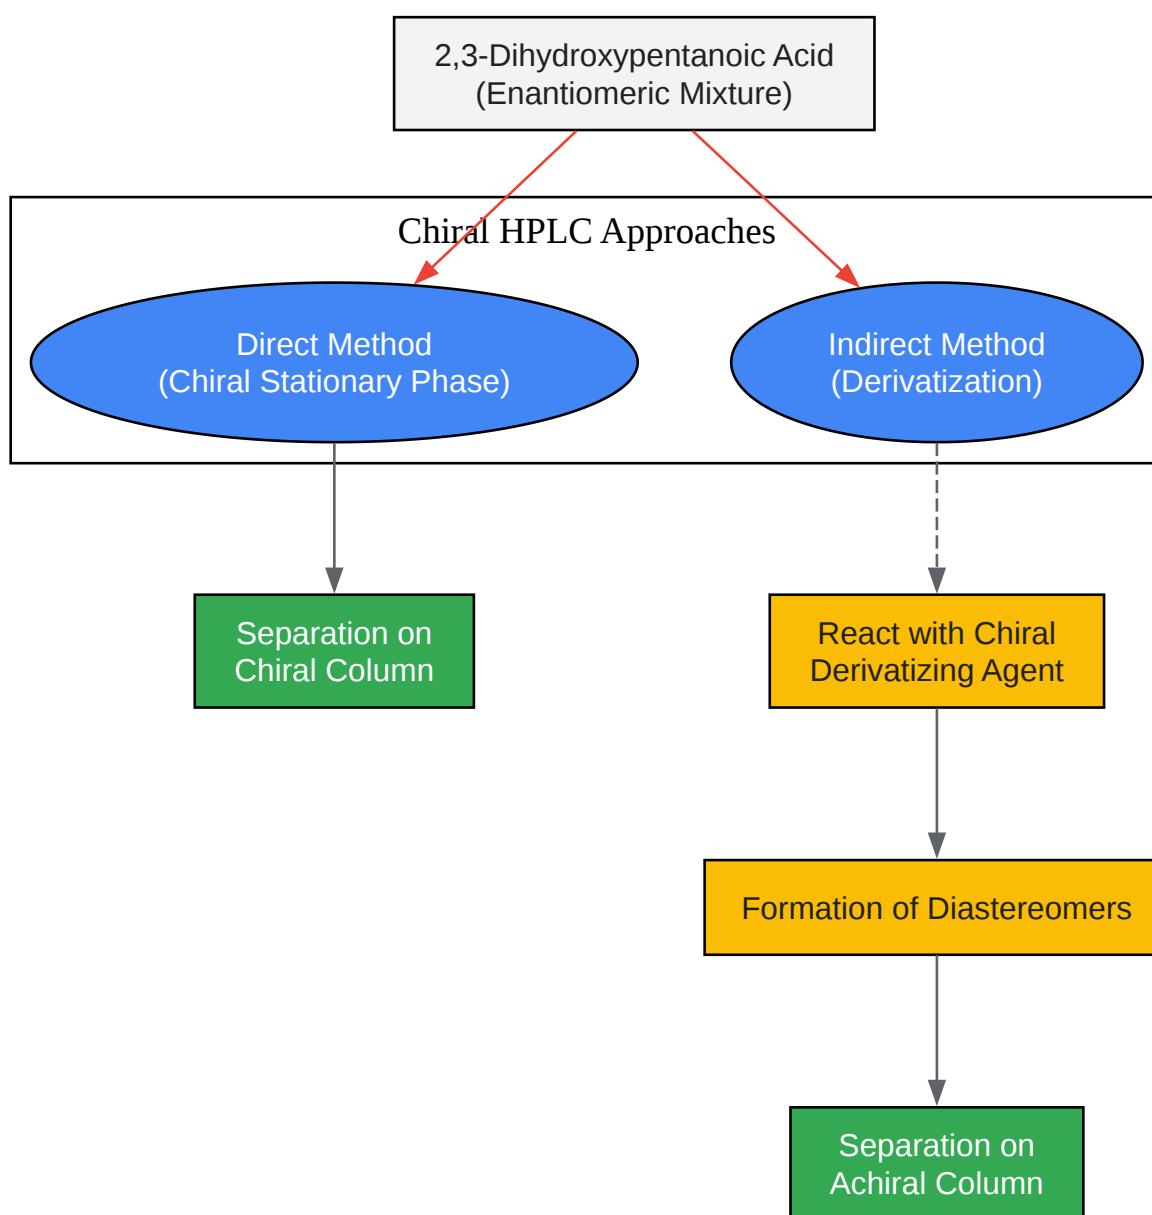 2,3-Dihydroxypentanoic Acid
(Enantiomeric Mixture)
Chiral HPLC Approaches
Direct Method
(Chiral Stationary Phase)
Indirect Method
(Derivatization)
Separation on
Chiral Column
React with Chiral
Derivatizing Agent
Formation of Diastereomers
Separation on
Achiral Column